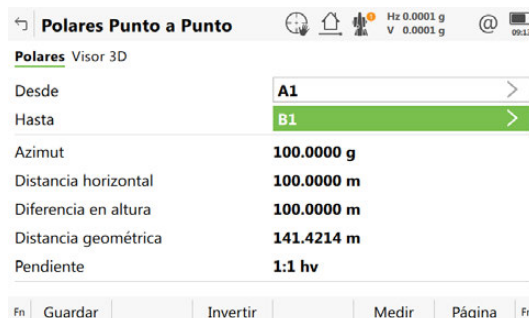 Polares Punto a Punto
Hz 0.0001 g
V 0.0001 g
@
Polares Visor 3D
Desde A1
Hasta B1
Azimut 100.0000 g
Distancia horizontal 100.0000 m
Diferencia en altura 100.0000 m
Distancia geométrica 141.4214 m
Pendiente 1:1 hv
Fn Guardar Invertir Medir Página